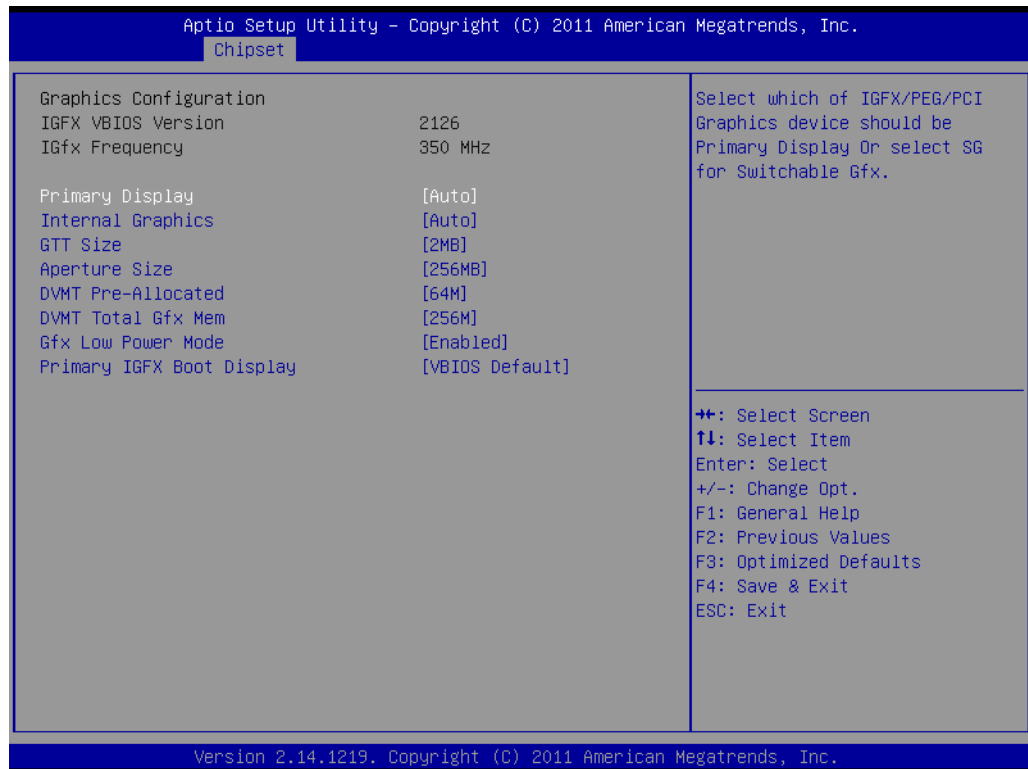 Aptio Setup Utility – Copyright (C) 2011 American Megatrends, Inc.
Chipset
Graphics Configuration
IGFX VBIOS Version 2126
IGfx Frequency 350 MHz
Primary Display [Auto]
Internal Graphics [Auto]
GTT Size [2MB]
Aperture Size [256MB]
DVMT Pre-Allocated [64M]
DVMT Total Gfx Mem [256M]
Gfx Low Power Mode [Enabled]
Primary IGFX Boot Display [VBIOS Default]
Select which of IGFX/PEG/PCI
Graphics device should be
Primary Display Or select SG
for Switchable Gfx.
→←: Select Screen
↑↓: Select Item
Enter: Select
+/-: Change Opt.
F1: General Help
F2: Previous Values
F3: Optimized Defaults
F4: Save & Exit
ESC: Exit
Version 2.14.1219. Copyright (C) 2011 American Megatrends, Inc.